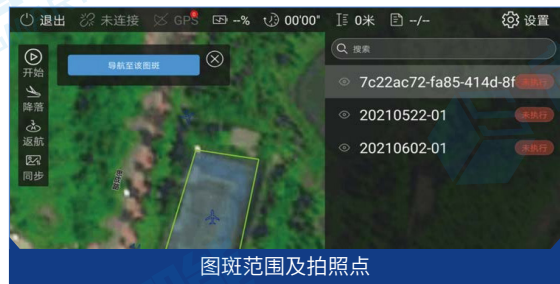 退出 未连接 GPS --% 00'00" 0米 --/-- 设置
搜索
开始
导航至该图斑
7c22ac72-fa85-414d-8f 未执行
降落
20210522-01 未执行
返航
20210602-01 未执行
同步
图斑范围及拍照点